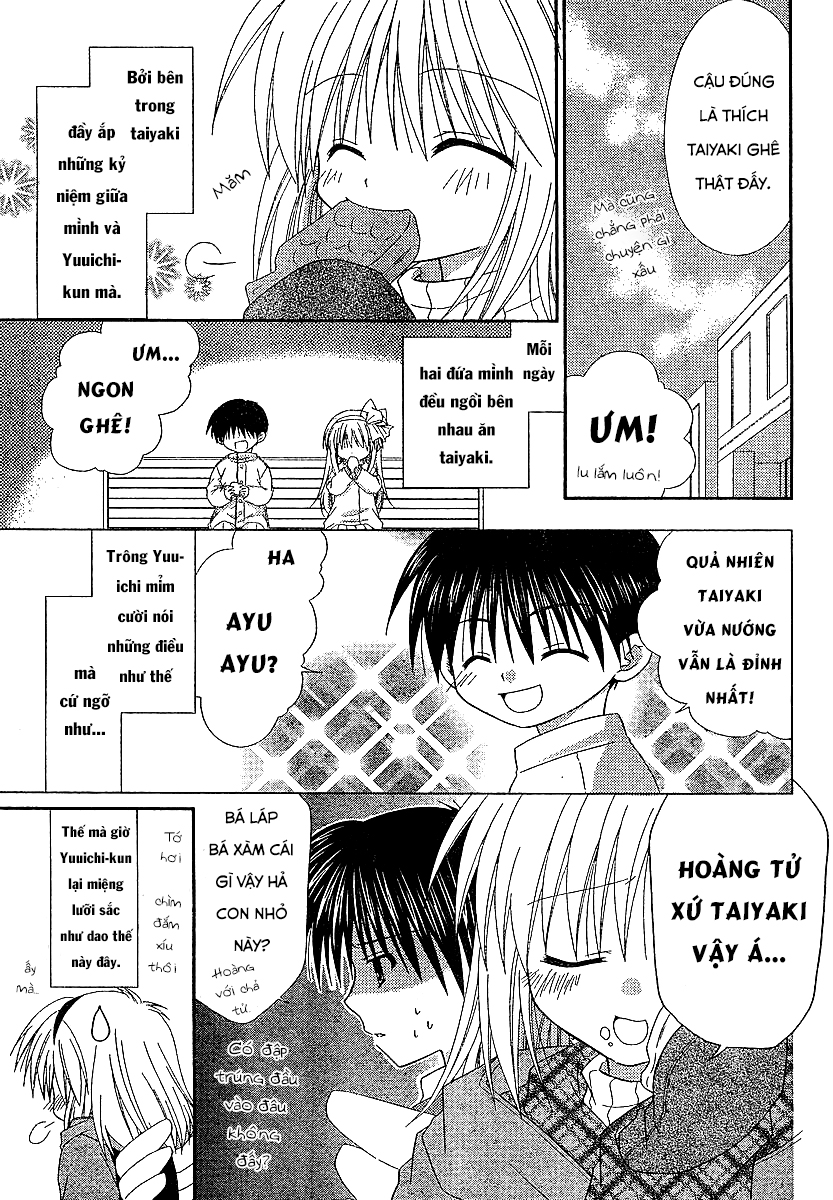 CẬU ĐÚNG
LÀ THÍCH
TAIYAKI GHÊ
THẬT ĐẤY.
Mà cũng
chẳng phải
chuyện gì
xấu
ƯM!
lu lắm luôn!
Bởi bên
trong
taiyaki
đầy ắp
những kỷ
niệm giữa
mình và
Yuuichi-
kun mà.
Măm
Mỗi
ngày
hai đứa mình
đều ngồi bên
nhau ăn
taiyaki.
ƯM...
NGON
GHÊ!
QUẢ NHIÊN
TAIYAKI
VỪA NƯỚNG
VẪN LÀ ĐỈNH
NHẤT!
HA
AYU
AYU?
Trông Yuu-
ichi mỉm
cười nói
những điều
như thế
mà
cứ ngỡ
như...
HOÀNG TỬ
XỨ TAIYAKI
VẬY Á...
BÁ LÁP
BÁ XÀM CÁI
GÌ VẬY HẢ
CON NHỎ
NÀY?
Hoàng
với chả
tử.
Có đập
trúng đầu
vào đâu
không
đấy?
Thế mà giờ
Yuuichi-kun
lại miệng
lưỡi sắc
như dao thế
này đây.
Tớ
hơi
chìm
đắm
xíu
thôi
ấy
mà...